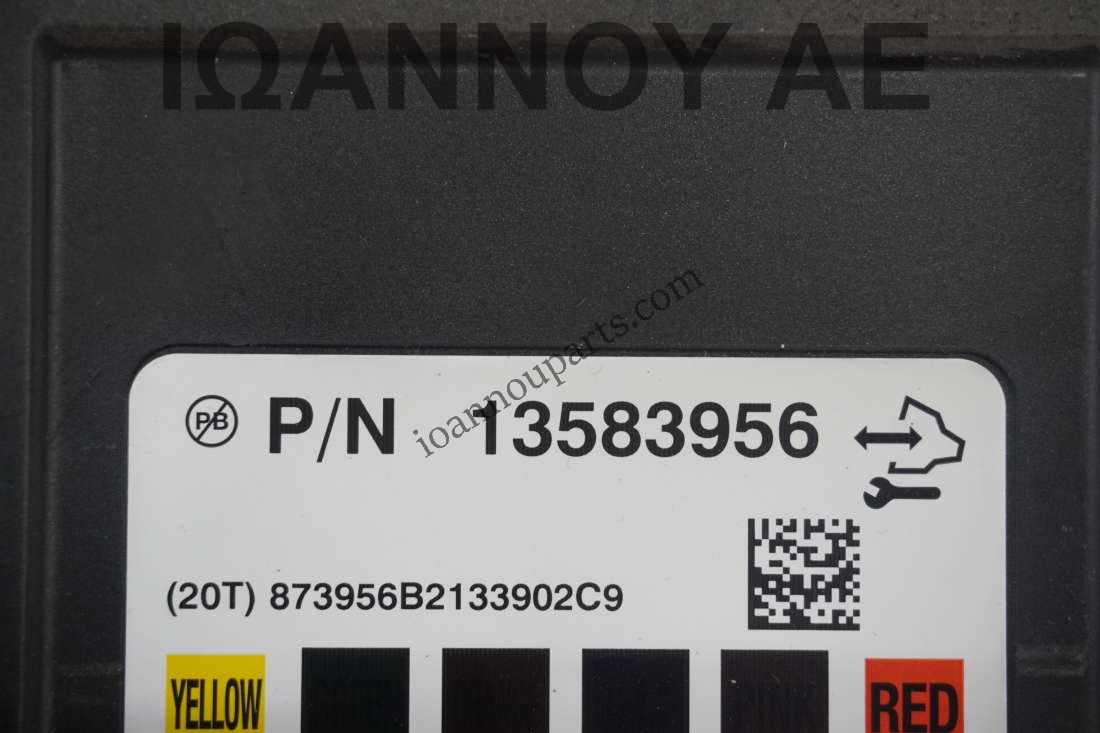 ΙΩΑΝΝΟΥ ΑΕ
ioannouparts.com
PB P/N 13583956
(20T) 873956B2133902C9
YELLOW RED